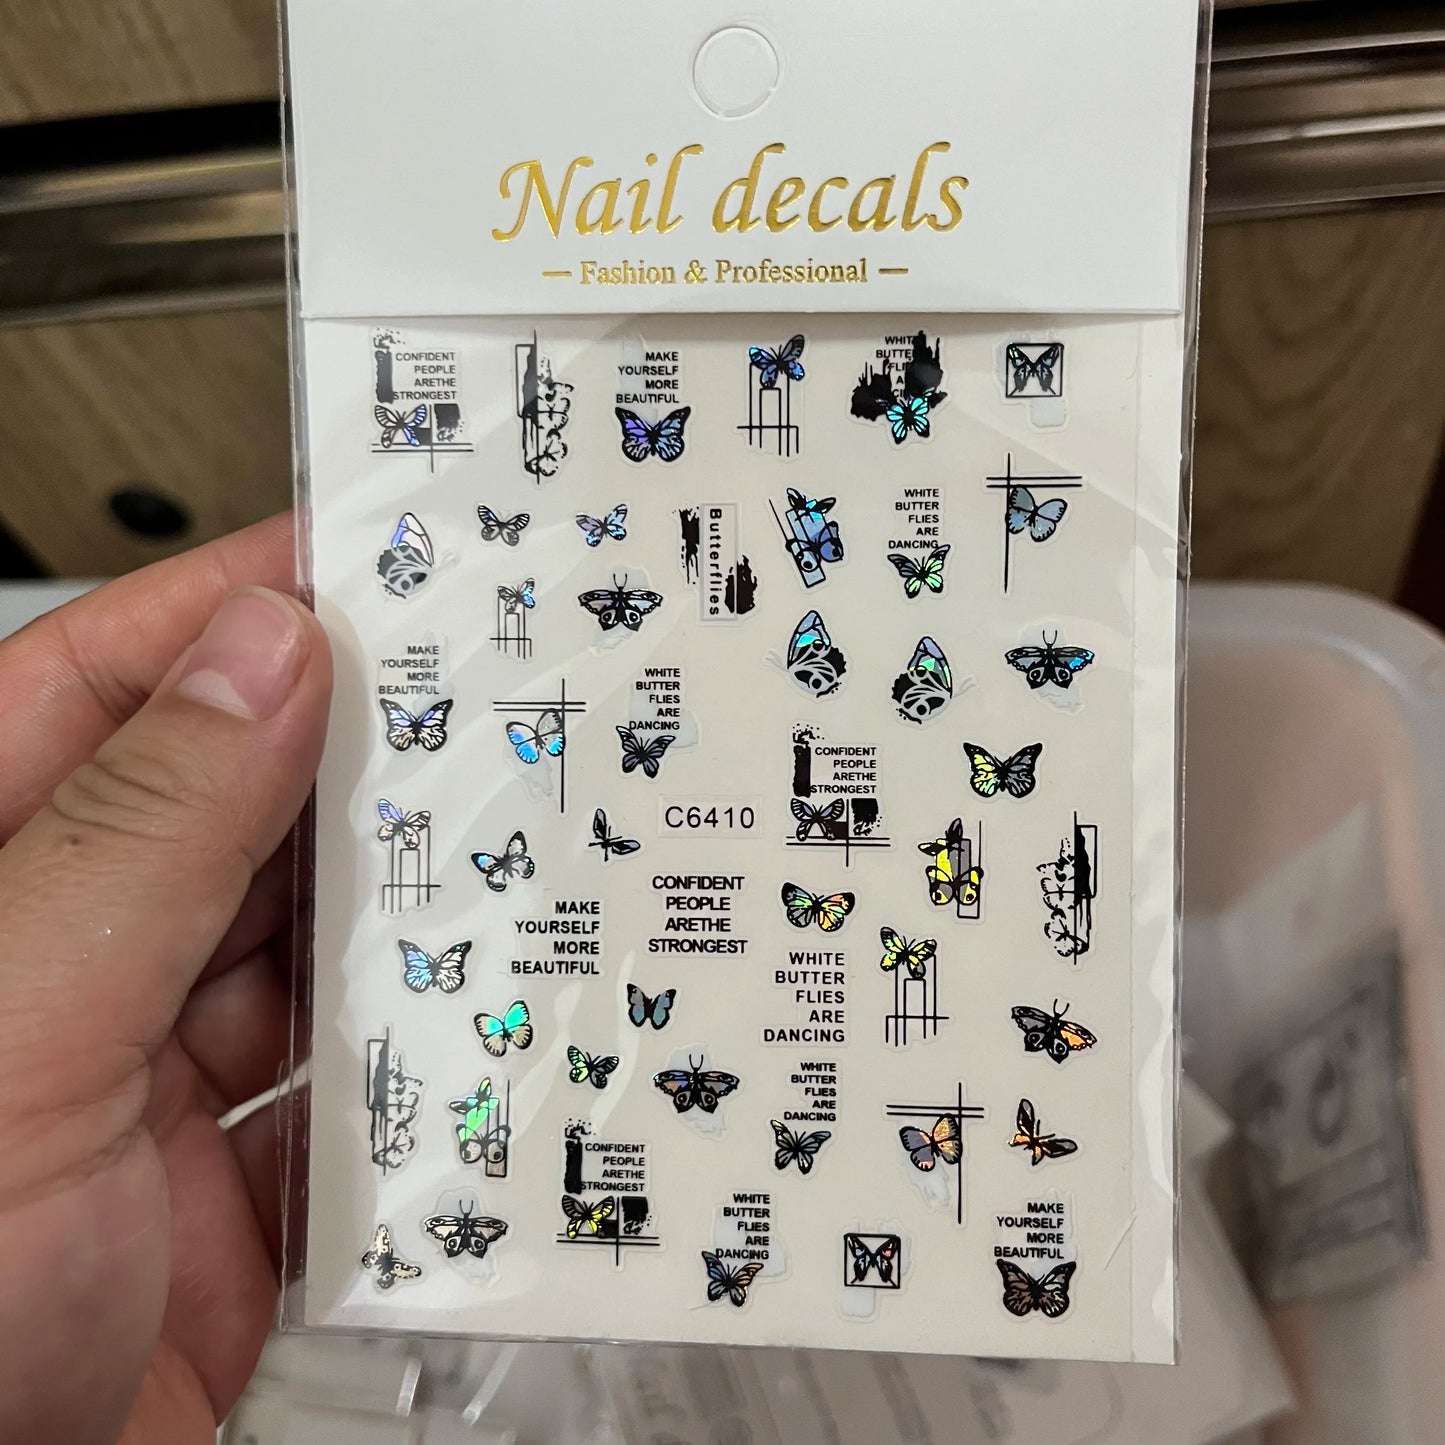 Nail decals
— Fashion & Professional —
CONFIDENT
PEOPLE
ARETHE
STRONGEST
MAKE
YOURSELF
MORE
BEAUTIFUL
WHIT
BUTTE
FLI
A
Butterflies
WHITE
BUTTER
FLIES
ARE
DANCING
MAKE
YOURSELF
MORE
BEAUTIFUL
WHITE
BUTTER
FLIES
ARE
DANCING
CONFIDENT
PEOPLE
ARETHE
STRONGEST
C6410
CONFIDENT
PEOPLE
ARETHE
STRONGEST
MAKE
YOURSELF
MORE
BEAUTIFUL
WHITE
BUTTER
FLIES
ARE
DANCING
WHITE
BUTTER
FLIES
ARE
DANCING
CONFIDENT
PEOPLE
ARETHE
STRONGEST
WHITE
BUTTER
FLIES
ARE
DANCING
MAKE
YOURSELF
MORE
BEAUTIFUL